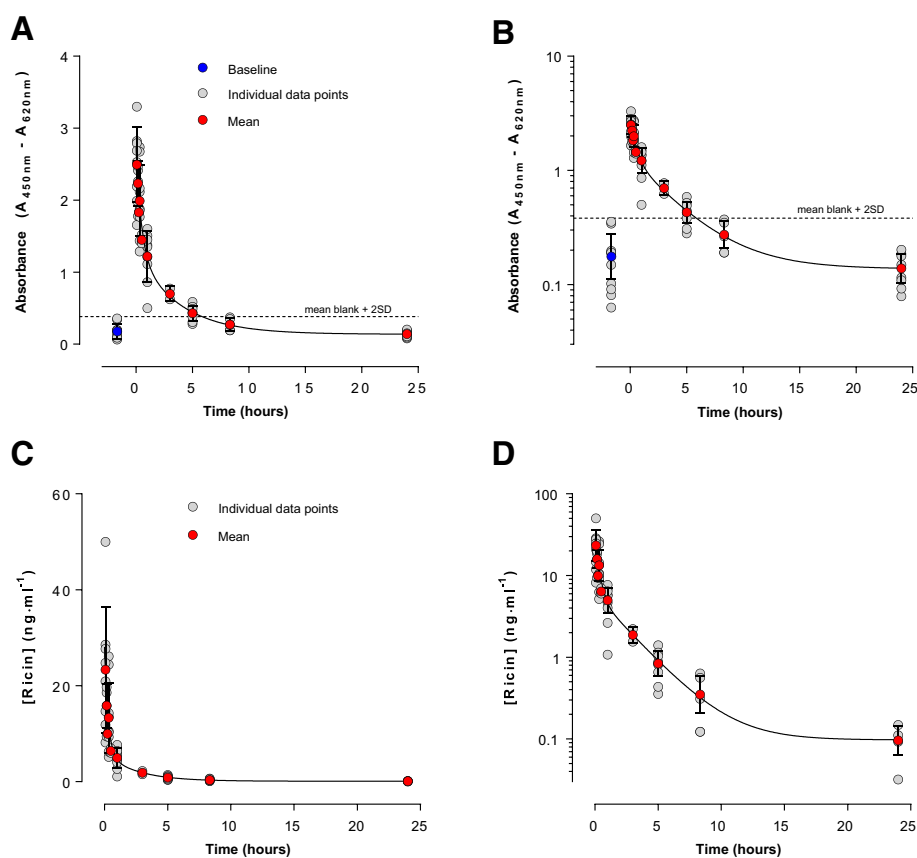 A
Absorbance (A450nm - A620nm)
4
3
2
1
0
Baseline
Individual data points
Mean
mean blank + 2SD
0 5 10 15 20 25
Time (hours)
B
Absorbance (A450nm - A620nm)
10
1
0.1
mean blank + 2SD
0 5 10 15 20 25
Time (hours)
C
[Ricin] (ng·ml-1)
60
40
20
0
Individual data points
Mean
0 5 10 15 20 25
Time (hours)
D
[Ricin] (ng·ml-1)
100
10
1
0.1
0 5 10 15 20 25
Time (hours)